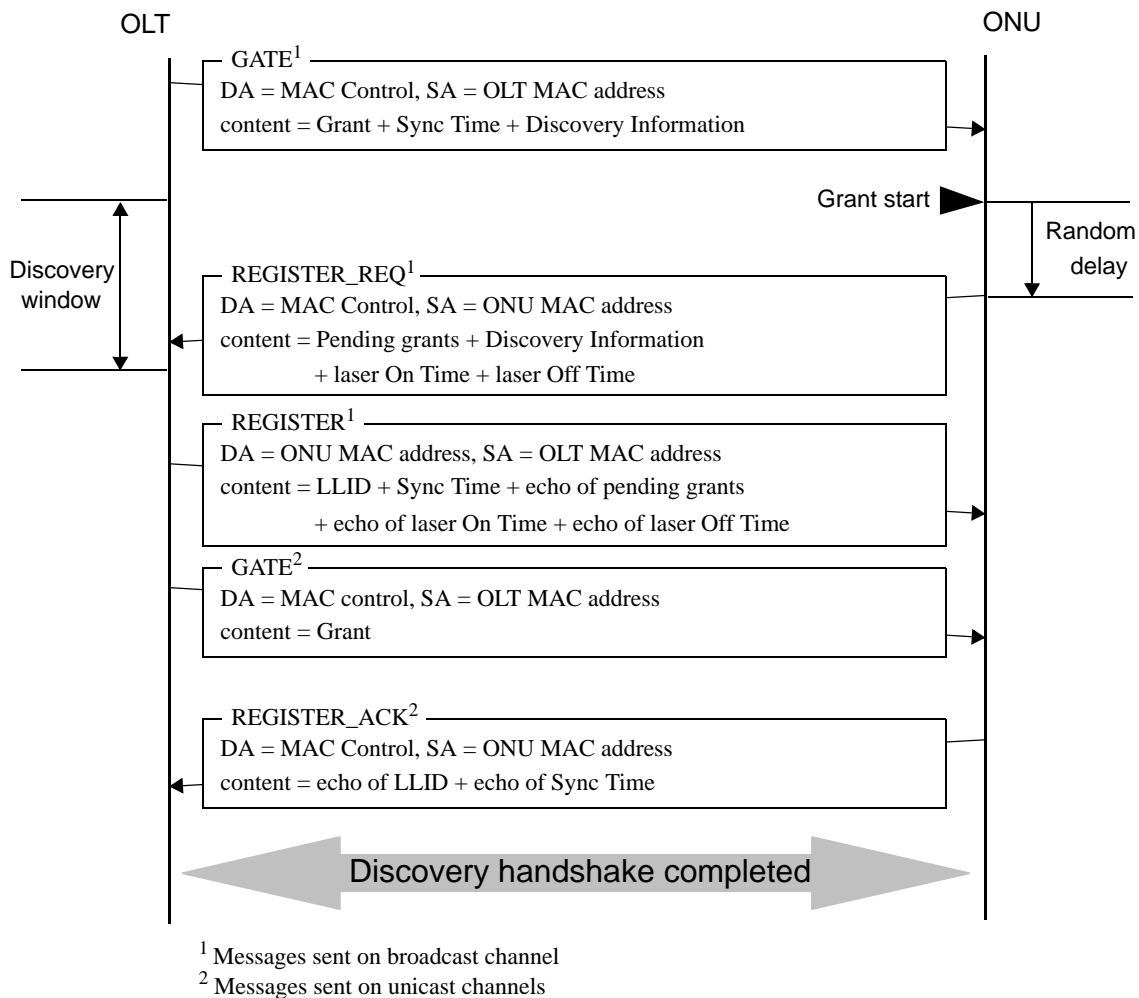 OLT
ONU
GATE1
DA = MAC Control, SA = OLT MAC address
content = Grant + Sync Time + Discovery Information
Grant start
Random
delay
Discovery
window
REGISTER_REQ1
DA = MAC Control, SA = ONU MAC address
content = Pending grants + Discovery Information
+ laser On Time + laser Off Time
REGISTER1
DA = ONU MAC address, SA = OLT MAC address
content = LLID + Sync Time + echo of pending grants
+ echo of laser On Time + echo of laser Off Time
GATE2
DA = MAC control, SA = OLT MAC address
content = Grant
REGISTER_ACK2
DA = MAC Control, SA = ONU MAC address
content = echo of LLID + echo of Sync Time
Discovery handshake completed
1 Messages sent on broadcast channel
2 Messages sent on unicast channels